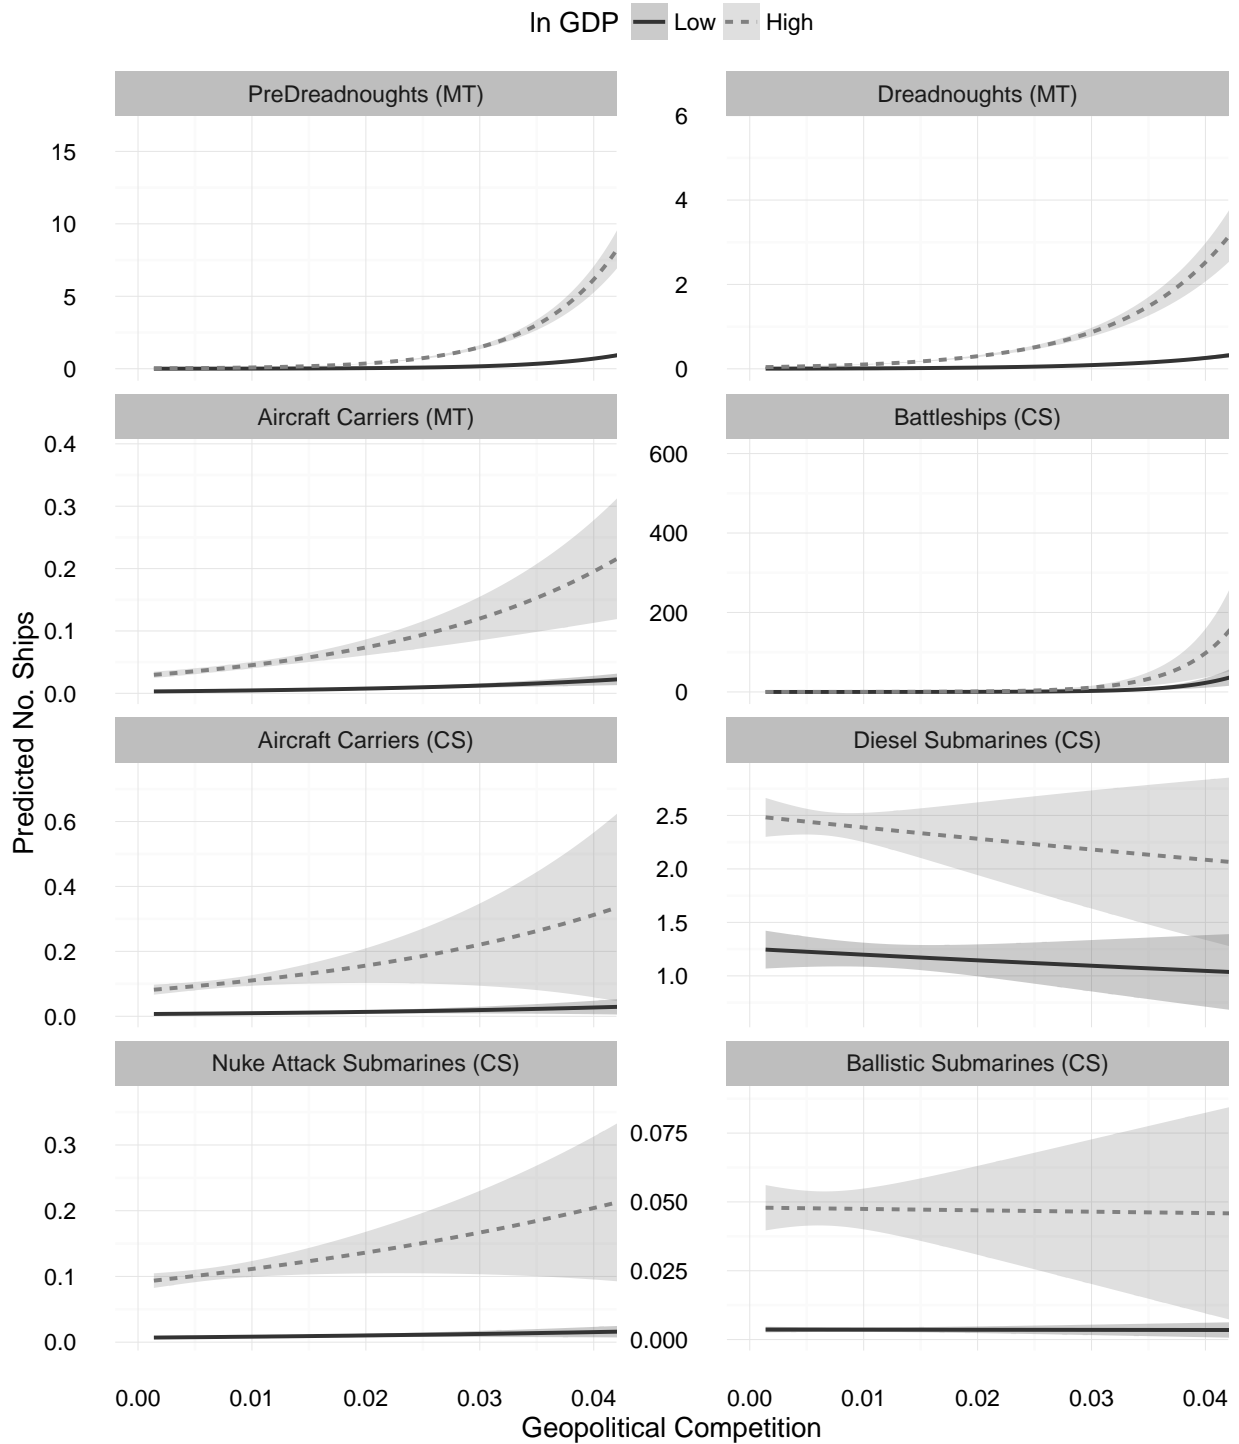 ln GDP Low High
PreDreadnoughts (MT)
Dreadnoughts (MT)
15
10
5
0
6
4
2
0
Aircraft Carriers (MT)
Battleships (CS)
0.4
0.3
0.2
0.1
0.0
600
400
200
0
Predicted No. Ships
Aircraft Carriers (CS)
Diesel Submarines (CS)
0.6
0.4
0.2
0.0
2.5
2.0
1.5
1.0
Nuke Attack Submarines (CS)
Ballistic Submarines (CS)
0.3
0.2
0.1
0.0
0.075
0.050
0.025
0.000
0.00 0.01 0.02 0.03 0.04
0.00 0.01 0.02 0.03 0.04
Geopolitical Competition